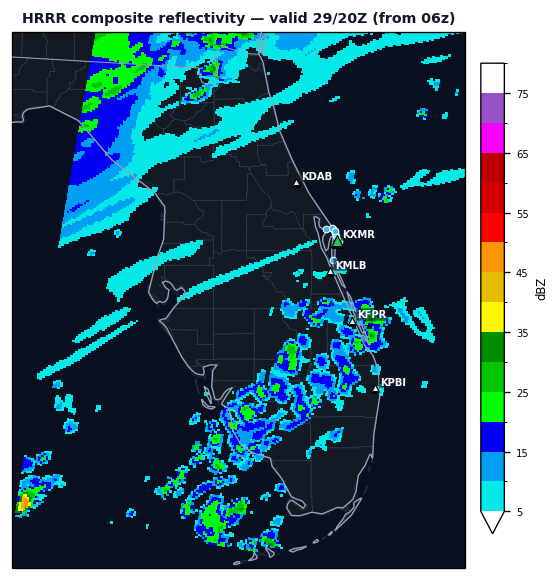 HRRR composite reflectivity — valid 29/20Z (from 06z)
75
65
55
45
35
25
15
5
dBZ
KDAB
KXMR
KMLB
KFPR
KPBI